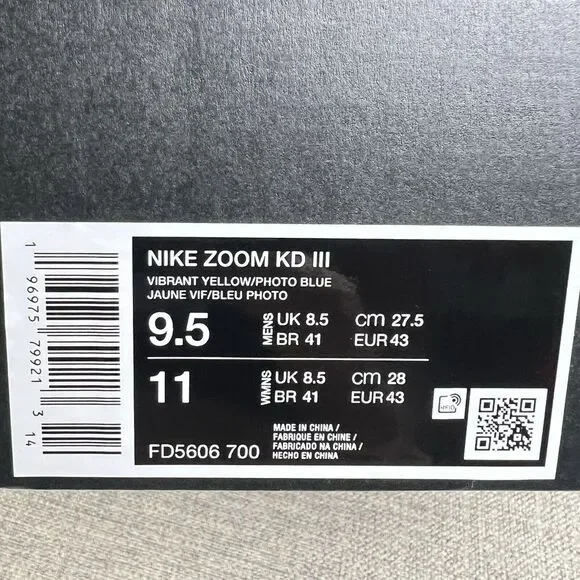 NIKE ZOOM KD III
VIBRANT YELLOW/PHOTO BLUE
JAUNE VIF/BLEU PHOTO
9.5 MENS UK 8.5 cm 27.5
BR 41 EUR 43
11 WMNS UK 8.5 cm 28
BR 41 EUR 43
FD5606 700
MADE IN CHINA /
FABRIQUE EN CHINE /
FABRICADO NA CHINA /
HECHO EN CHINA
1 96975 79921 3 14